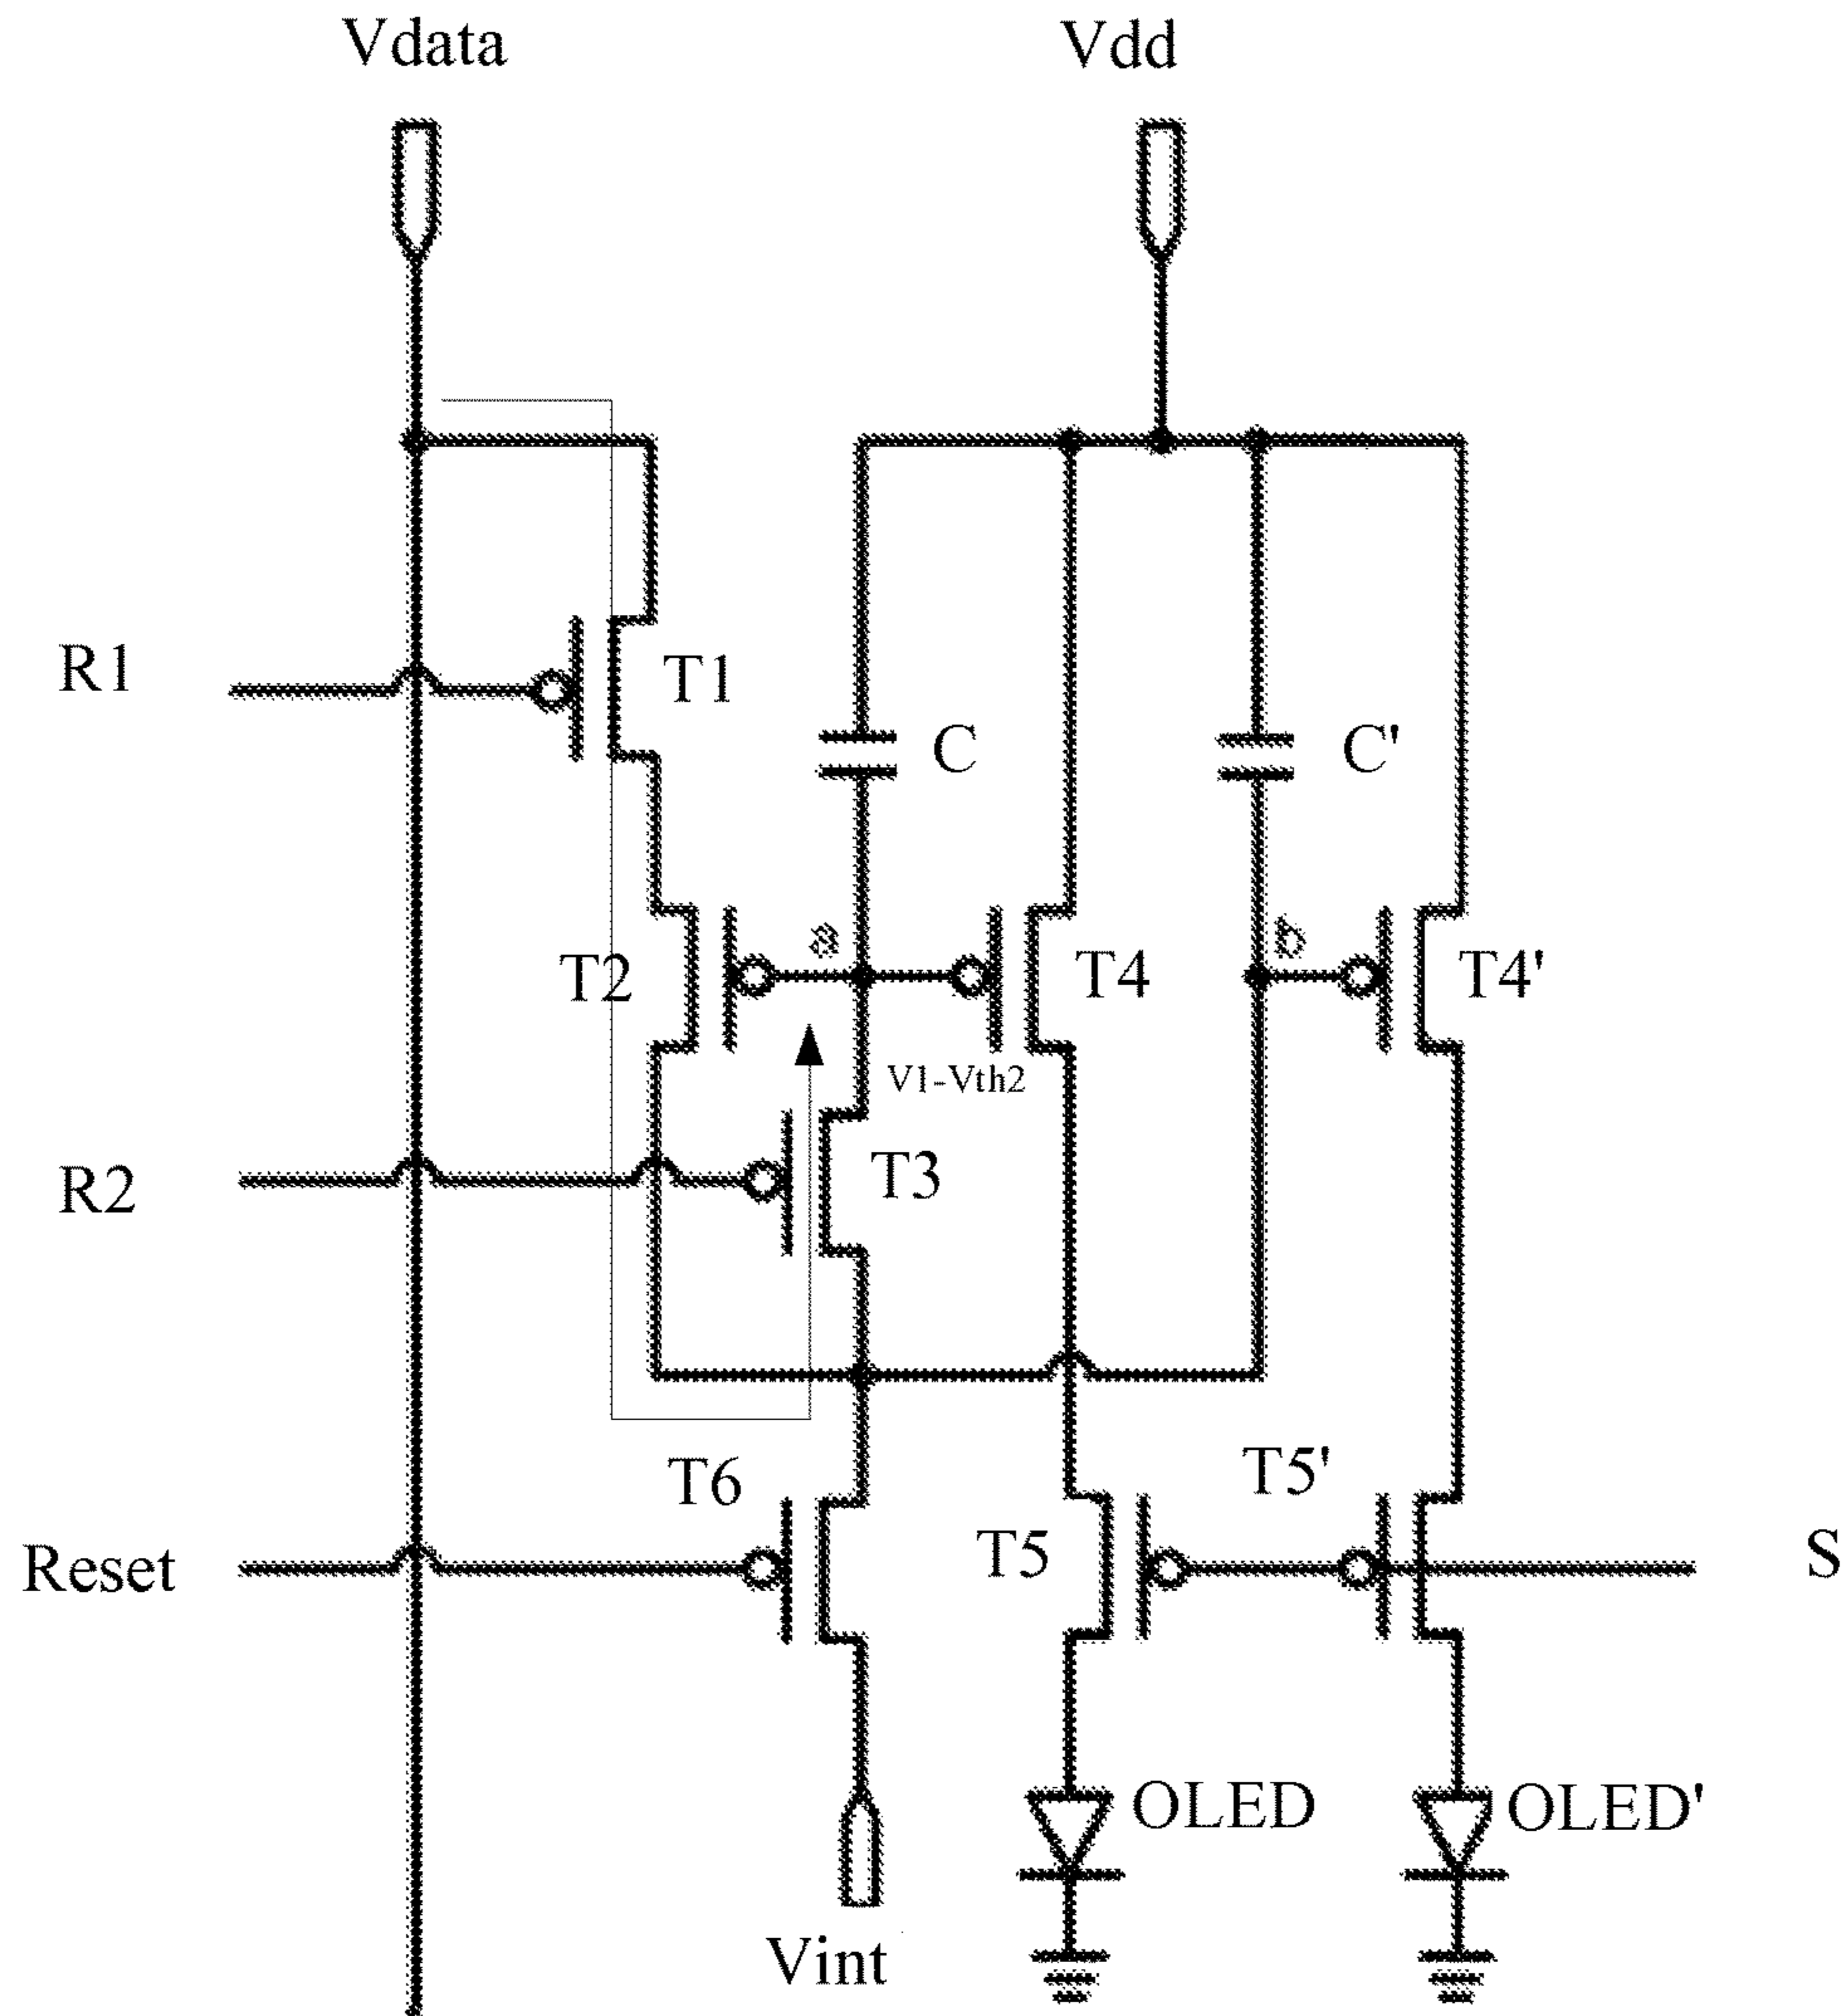 Vdata
Vdd
R1
T1
C
C'
a
b
T2
T4
T4'
V1-Vth2
R2
T3
T6
T5'
Reset
T5
S
OLED
OLED'
Vint